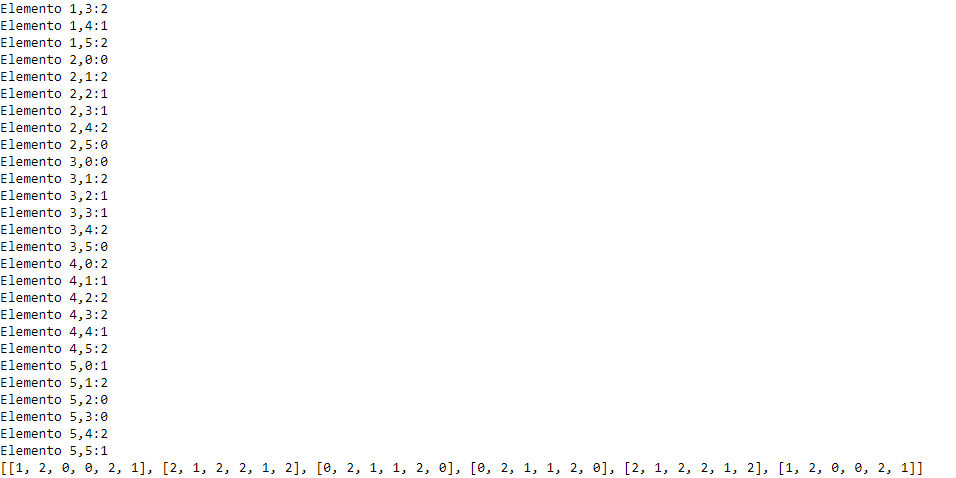 Elemento 1,3:2
Elemento 1,4:1
Elemento 1,5:2
Elemento 2,0:0
Elemento 2,1:2
Elemento 2,2:1
Elemento 2,3:1
Elemento 2,4:2
Elemento 2,5:0
Elemento 3,0:0
Elemento 3,1:2
Elemento 3,2:1
Elemento 3,3:1
Elemento 3,4:2
Elemento 3,5:0
Elemento 4,0:2
Elemento 4,1:1
Elemento 4,2:2
Elemento 4,3:2
Elemento 4,4:1
Elemento 4,5:2
Elemento 5,0:1
Elemento 5,1:2
Elemento 5,2:0
Elemento 5,3:0
Elemento 5,4:2
Elemento 5,5:1
[[1, 2, 0, 0, 2, 1], [2, 1, 2, 2, 1, 2], [0, 2, 1, 1, 2, 0], [0, 2, 1, 1, 2, 0], [2, 1, 2, 2, 1, 2], [1, 2, 0, 0, 2, 1]]